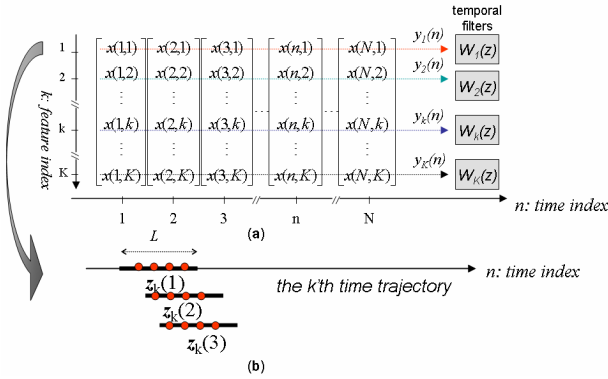 temporal
filters
1 x(1,1) x(2,1) x(3,1) x(n,1) x(N,1) y1(n) W1(z)
2 x(1,2) x(2,2) x(3,2) x(n,2) x(N,2) y2(n) W2(z)
k x(1,k) x(2,k) x(3,k) x(n,k) x(N,k) yk(n) Wk(z)
K x(1,K) x(2,K) x(3,K) x(n,K) x(N,K) yK(n) WK(z)
k: feature index
n: time index
1 2 3 n N
(a)
L
n: time index
the k'th time trajectory
zk(1)
zk(2)
zk(3)
(b)